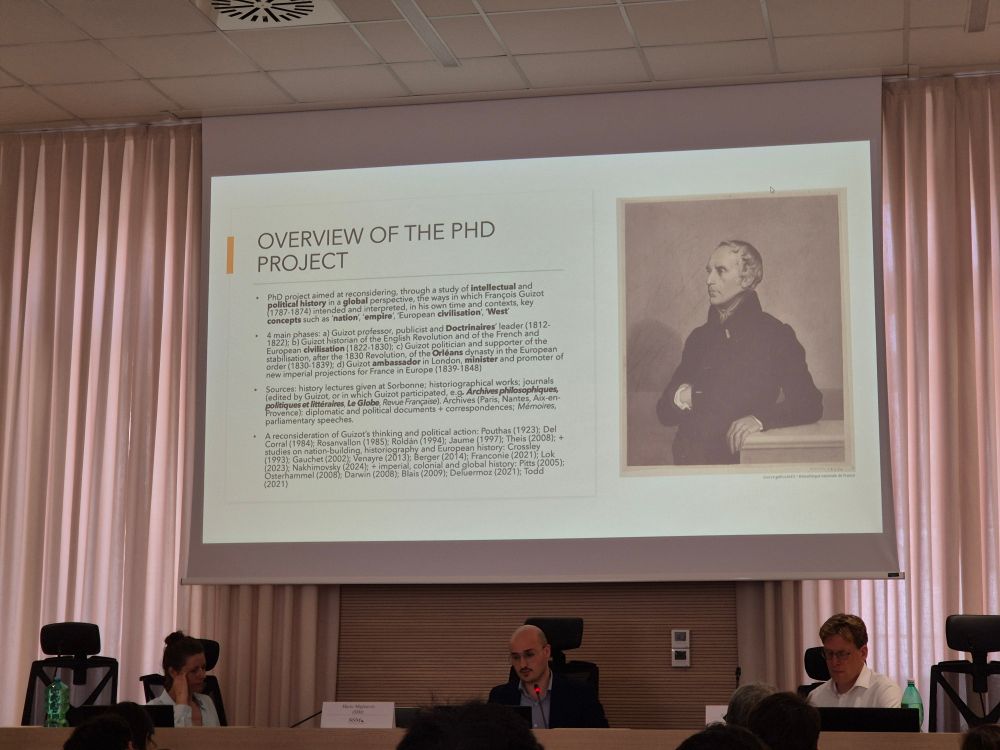 OVERVIEW OF THE PHD
PROJECT
• PhD project aimed at reconsidering, through a study of intellectual and
political history in a global perspective, the ways in which François Guizot
(1787-1874) intended and interpreted, in his own time and contexts, key
concepts such as 'nation', 'empire', 'European civilisation', 'West'
• 4 main phases: a) Guizot professor, publicist and Doctrinaires' leader (1812-
1822); b) Guizot historian of the English Revolution and of the French and
European civilisation (1822-1830); c) Guizot politician and supporter of the
stabilisation, after the 1830 Revolution, of the Orléans dynasty in the European
order (1830-1839); d) Guizot ambassador in London, minister and promoter of
new imperial projections for France in Europe (1839-1848)
• Sources: history lectures given at Sorbonne; historiographical works; journals
(edited by Guizot, or in which Guizot participated, e.g. Archives philosophiques,
politiques et littéraires, Le Globe, Revue Française). Archives (Paris, Nantes, Aix-en-
Provence): diplomatic and political documents + correspondences; Mémoires,
parliamentary speeches.
• A reconsideration of Guizot's thinking and political action: Pouthas (1923); Del
Corral (1984); Rosanvallon (1985); Roldán (1994); Jaume (1997); Theis (2008); +
studies on nation-building, historiography and European history: Crossley
(1993); Gauchet (2002); Venayre (2013); Berger (2014); Franconie (2021); Lok
(2023); Nakhimovsky (2024); + imperial, colonial and global history: Pitts (2005);
Osterhammel (2008); Darwin (2008); Blais (2009); Deluermoz (2021); Todd
(2021)
Bibliothèque nationale de France